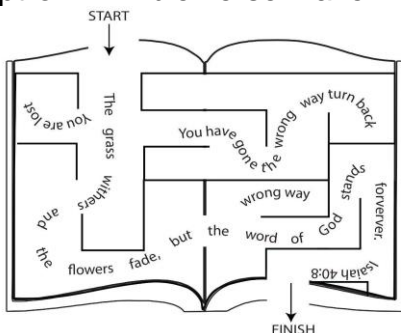 START
The grass withers and the flowers fade, but the word of God stands forverver.
Isaiah 40:8
You are lost
You have gone the wrong way turn back
wrong way
FINISH